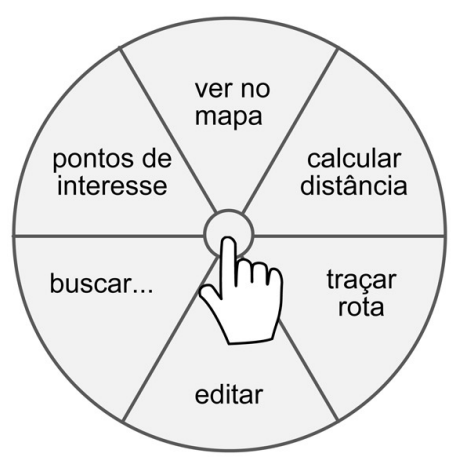 ver no
mapa
calcular
distância
traçar
rota
editar
buscar...
pontos de
interesse